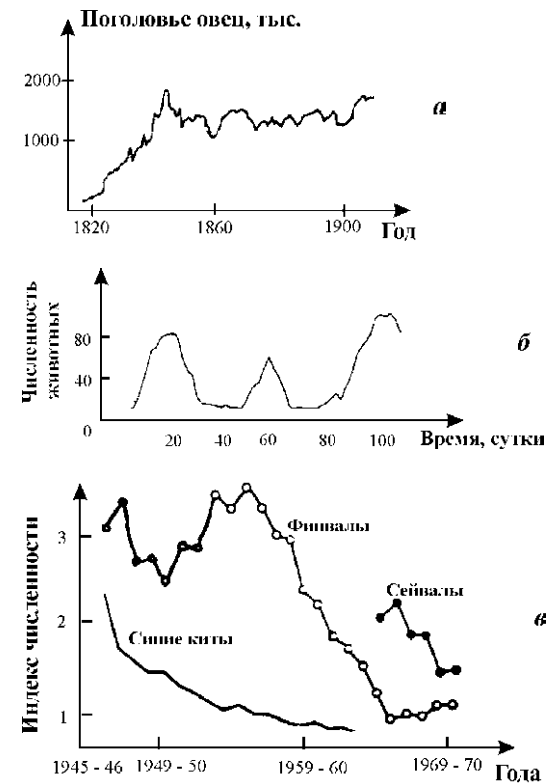 Поголовье овец, тыс.
2000
1000
а
1820
1860
1900
Год
Численность
животных
80
40
0
б
20
40
60
80
100
Время, сутки
Индекс численности
3
2
1
Финвалы
Сейвалы
Синие киты
в
1945 - 46
1949 - 50
1959 - 60
1969 - 70
Года